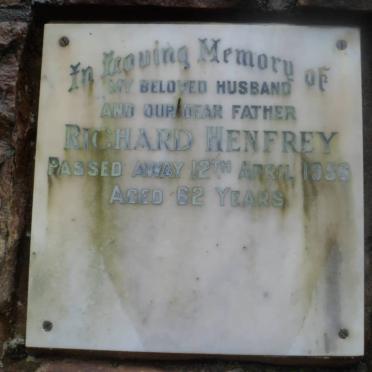 In Loving Memory of
MY BELOVED HUSBAND
AND OUR DEAR FATHER
RICHARD HENFREY
PASSED AWAY 12TH APRIL
AGED 62 YEARS